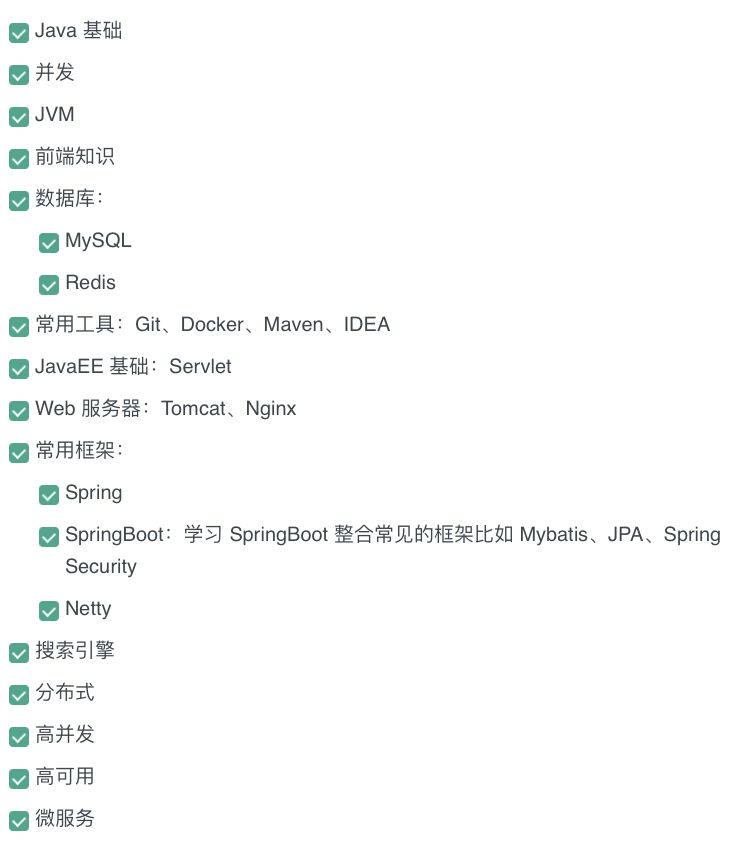 Java 基础
并发
JVM
前端知识
数据库：
MySQL
Redis
常用工具：Git、Docker、Maven、IDEA
JavaEE 基础：Servlet
Web 服务器：Tomcat、Nginx
常用框架：
Spring
SpringBoot：学习 SpringBoot 整合常见的框架比如 Mybatis、JPA、Spring
Security
Netty
搜索引擎
分布式
高并发
高可用
微服务